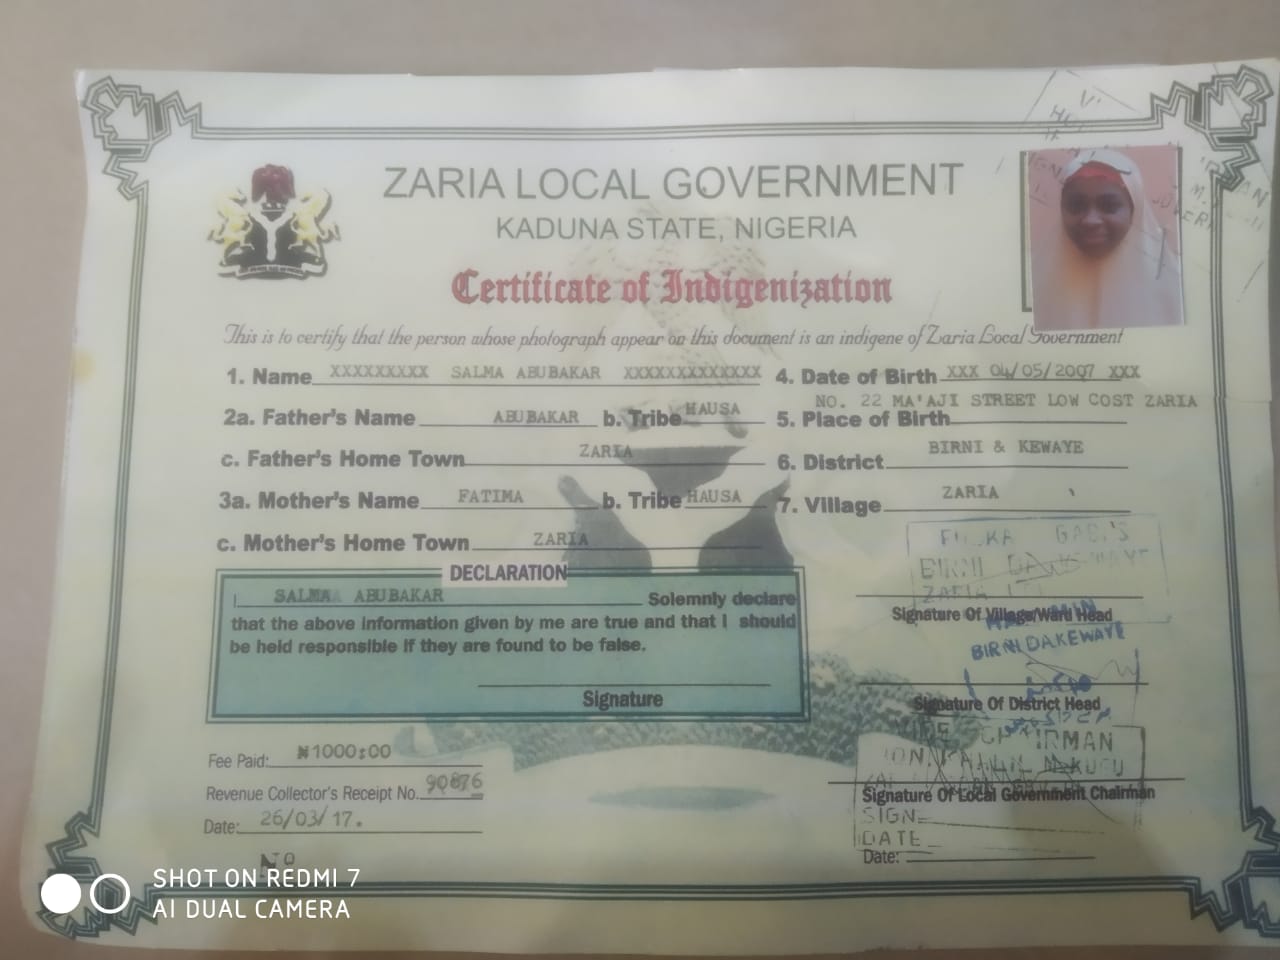 ZARIA LOCAL GOVERNMENT
KADUNA STATE, NIGERIA
Certificate of Indigenization
This is to certify that the person whose photograph appear on this document is an indigene of Zaria Local Government
1. Name XXXXXXXXX SALMA ABUBAKAR XXXXXXXXXXXXX 4. Date of Birth XXX 04/05/2007 XXX
2a. Father's Name ABUBAKAR b. Tribe HAUSA 5. Place of Birth NO. 22 MA'AJI STREET LOW COST ZARIA
c. Father's Home Town ZARIA 6. District BIRNI & KEWAYE
3a. Mother's Name FATIMA b. Tribe HAUSA 7. Village ZARIA
c. Mother's Home Town ZARIA
DECLARATION
I SALMA ABUBAKAR Solemnly declare
that the above information given by me are true and that I should
be held responsible if they are found to be false.
Signature
BIRNI
Signature Of Village/Ward Head
BIRNI DAKEWAYE
Signature Of District Head
Signature Of Local Government Chairman
SIGN
DATE
Date:
Fee Paid: ₦1000:00
Revenue Collector's Receipt No. 90876
Date: 26/03/17.
Nº
SHOT ON REDMI 7
AI DUAL CAMERA